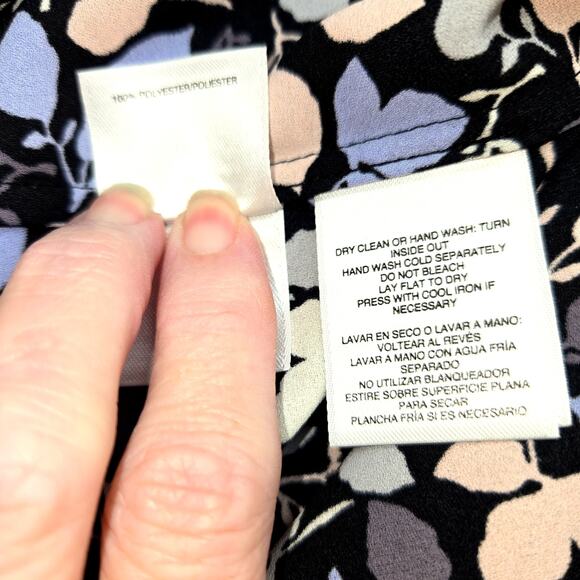 100% POLYESTER/POLIESTER
DRY CLEAN OR HAND WASH: TURN
INSIDE OUT
HAND WASH COLD SEPARATELY
DO NOT BLEACH
LAY FLAT TO DRY
PRESS WITH COOL IRON IF
NECESSARY
LAVAR EN SECO O LAVAR A MANO:
VOLTEAR AL REVÉS
LAVAR A MANO CON AGUA FRÍA
SEPARADO
NO UTILIZAR BLANQUEADOR
ESTIRE SOBRE SUPERFICIE PLANA
PARA SECAR
PLANCHA FRÍA SI ES NECESARIO